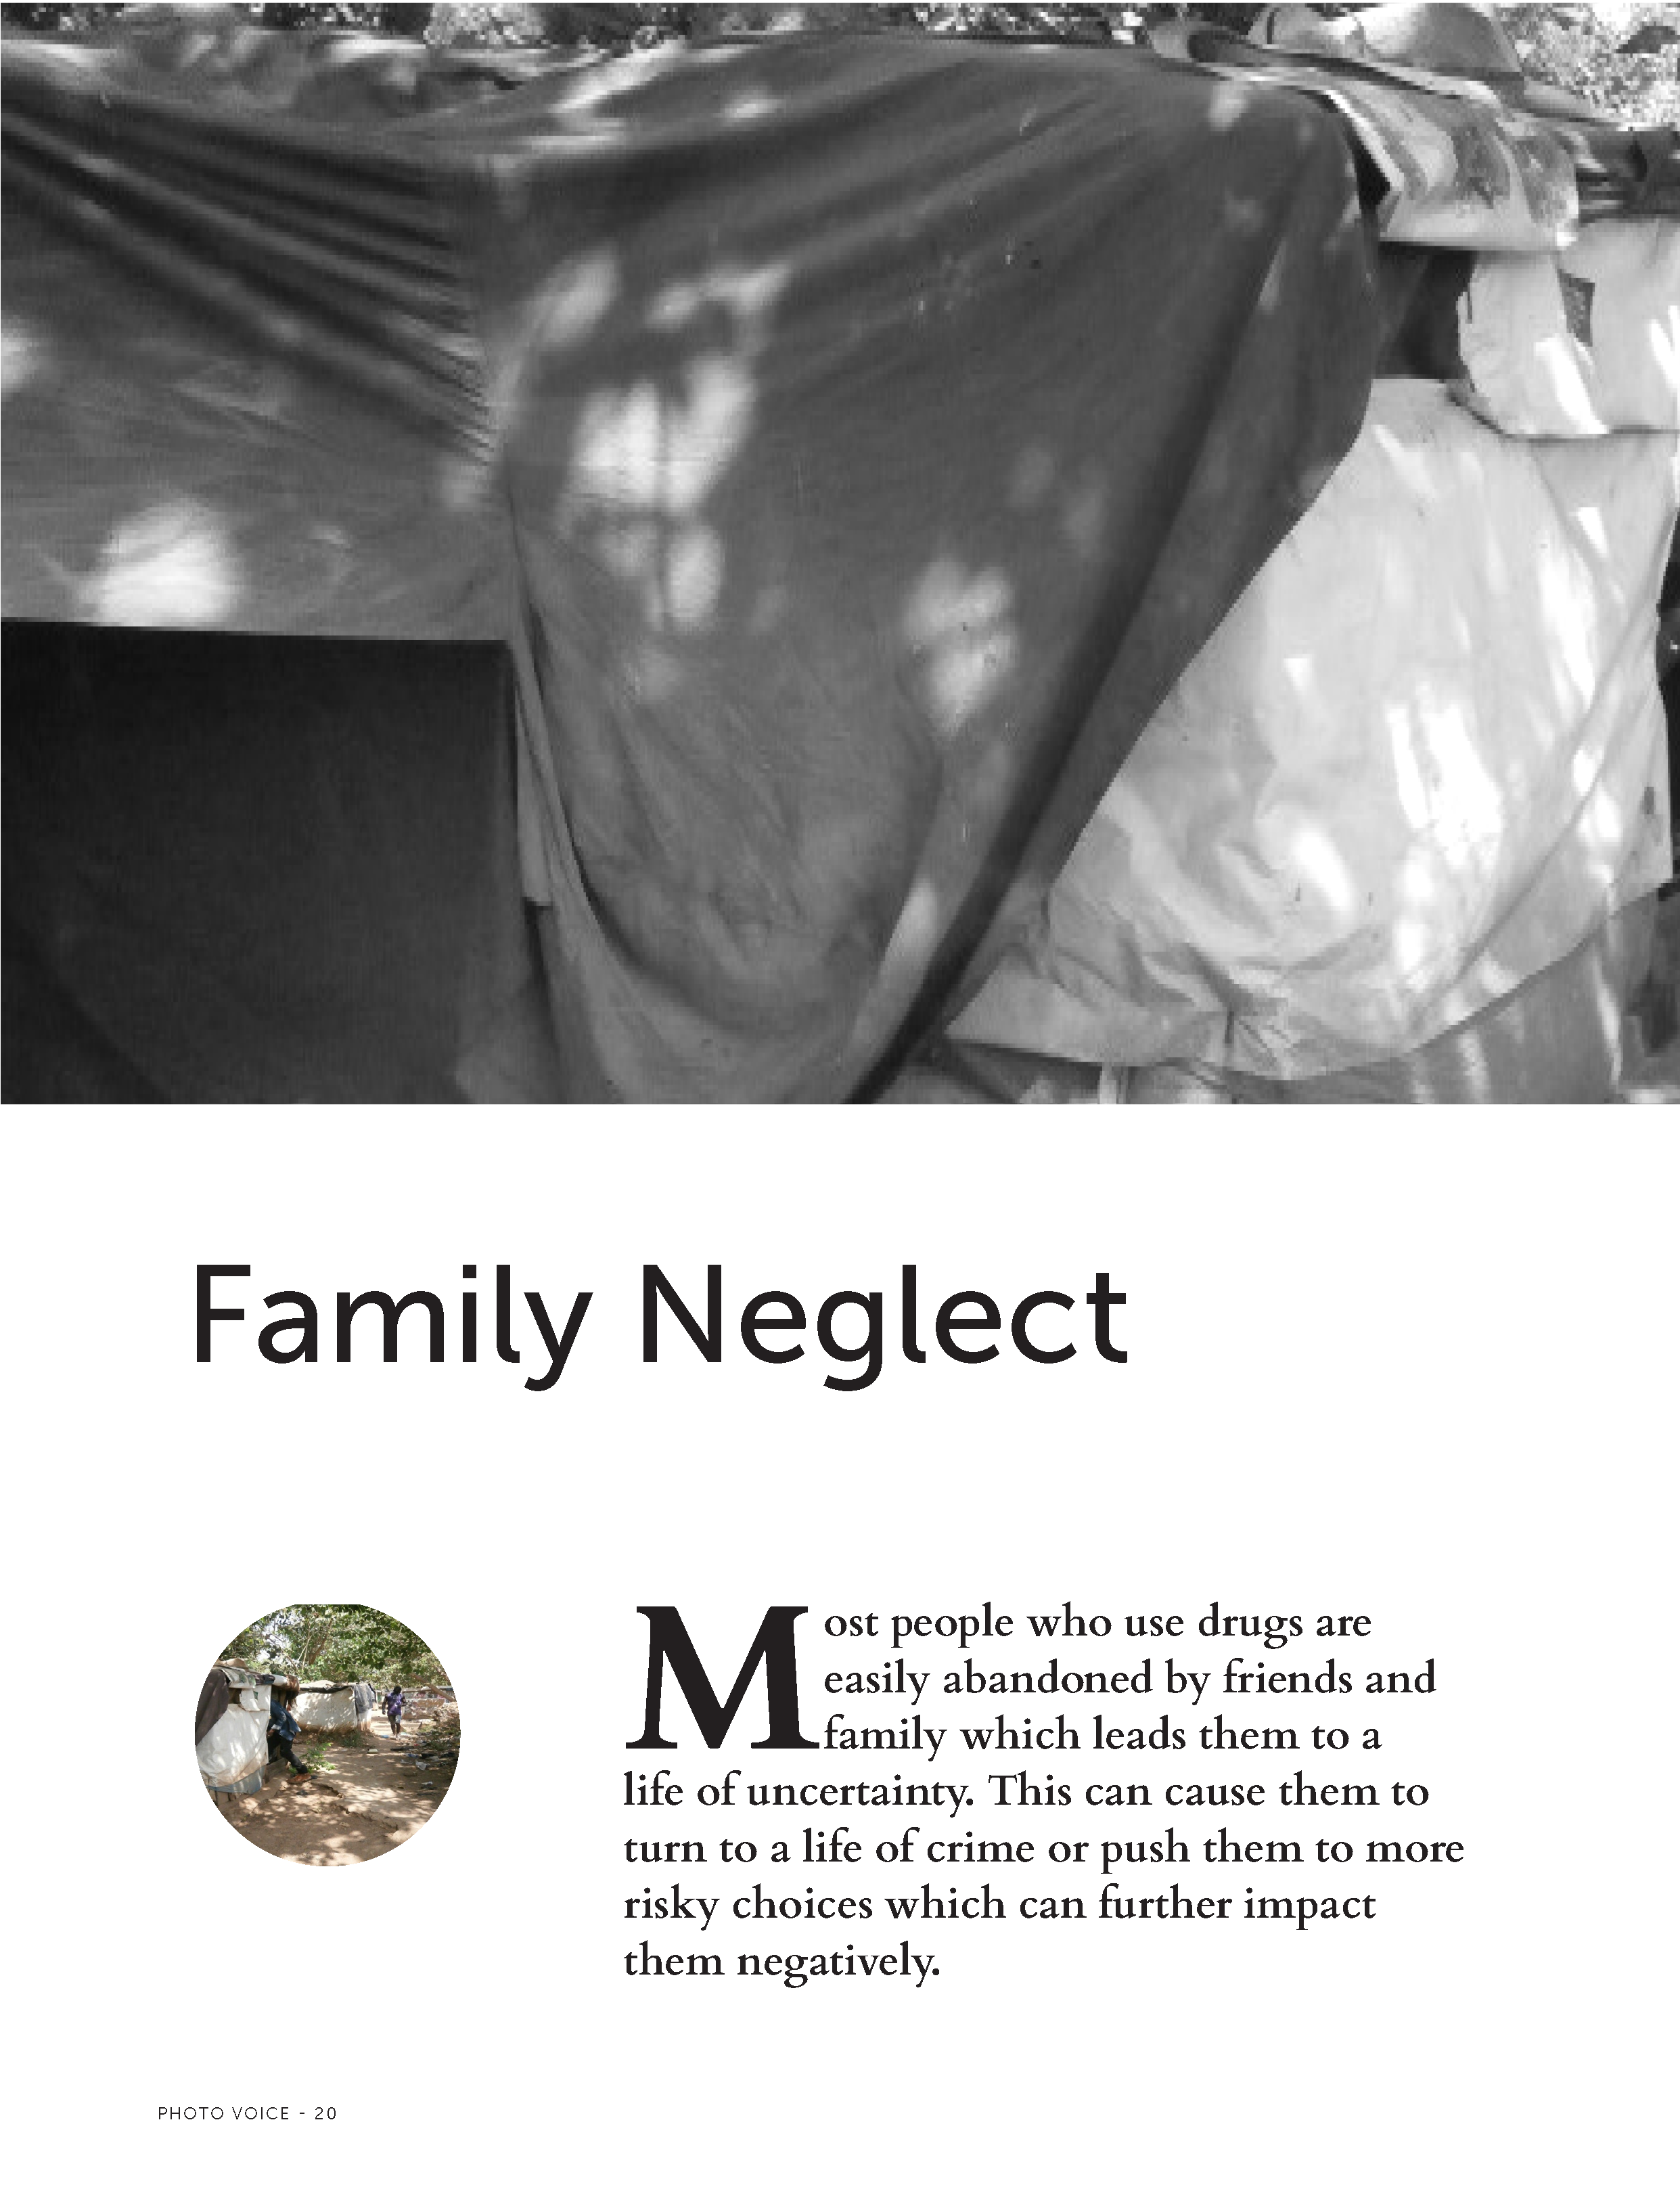 Family Neglect
Most people who use drugs are
easily abandoned by friends and
family which leads them to a
life of uncertainty. This can cause them to
turn to a life of crime or push them to more
risky choices which can further impact
them negatively.
PHOTO VOICE - 20